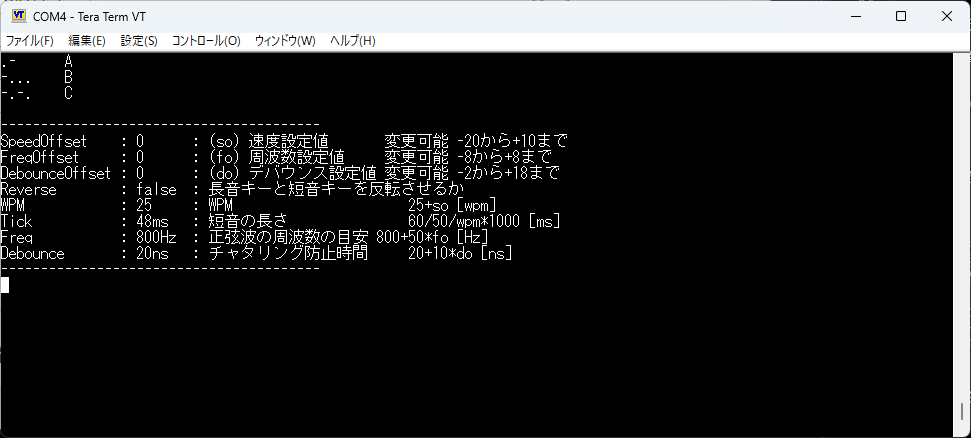 COM4 - Tera Term VT
ファイル(F) 編集(E) 設定(S) コントロール(O) ウィンドウ(W) ヘルプ(H)
.- A
-... B
-.-. C
----------------------------------------
SpeedOffset : 0 : (so) 速度設定値 変更可能 -20から+10まで
FreqOffset : 0 : (fo) 周波数設定値 変更可能 -8から+8まで
DebounceOffset : 0 : (do) デバウンス設定値 変更可能 -2から+18まで
Reverse : false : 長音キーと短音キーを反転させるか
WPM : 25 : WPM 25+so [wpm]
Tick : 48ms : 短音の長さ 60/50/wpm*1000 [ms]
Freq : 800Hz : 正弦波の周波数の目安 800+50*fo [Hz]
Debounce : 20ns : チャタリング防止時間 20+10*do [ns]
----------------------------------------